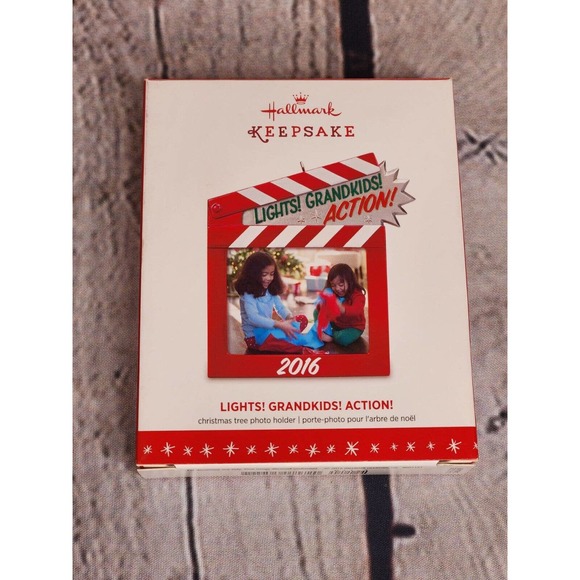 Hallmark
KEEPSAKE
LIGHTS! GRANDKIDS!
ACTION!
2016
LIGHTS! GRANDKIDS! ACTION!
christmas tree photo holder | porte-photo pour l'arbre de noël